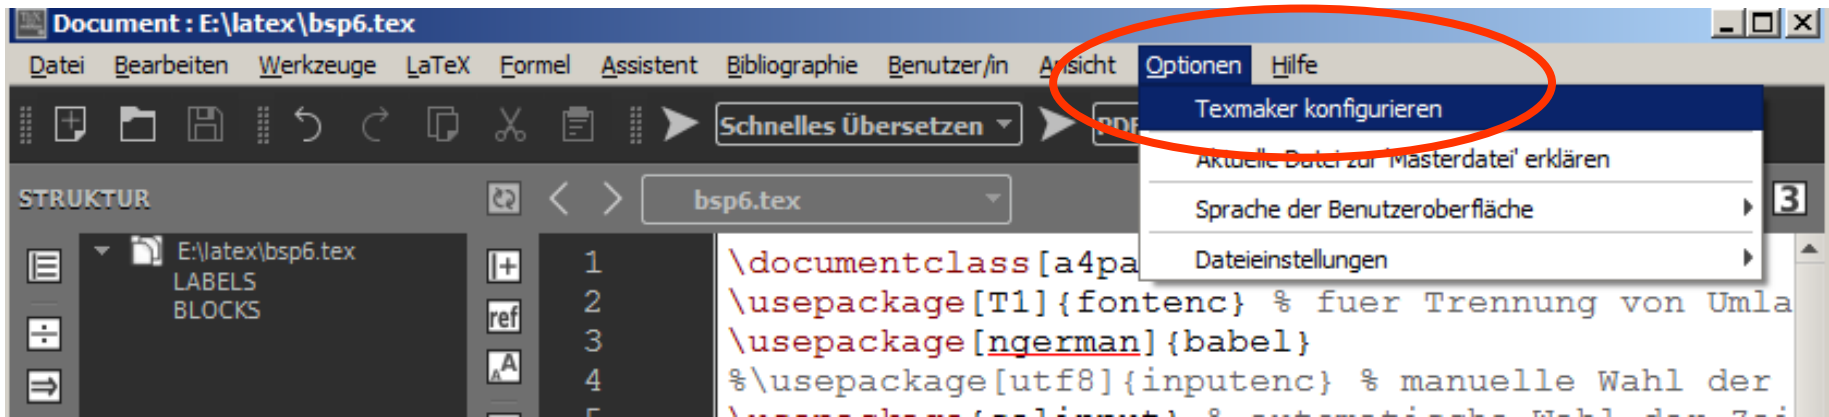 Document : E:\latex\bsp6.tex
Datei Bearbeiten Werkzeuge LaTeX Formel Assistent Bibliographie Benutzer/in Ansicht Optionen Hilfe
Schnelles Übersetzen PDF
Texmaker konfigurieren
Aktuelle Datei zur 'Masterdatei' erklären
Sprache der Benutzeroberfläche
Dateieinstellungen
STRUKTUR
bsp6.tex
3
E:\latex\bsp6.tex
LABELS
BLOCKS
ref
AA
1 \documentclass[a4pa
2 \usepackage[T1]{fontenc} % fuer Trennung von Umla
3 \usepackage[ngerman]{babel}
4 %\usepackage[utf8]{inputenc} % manuelle Wahl der